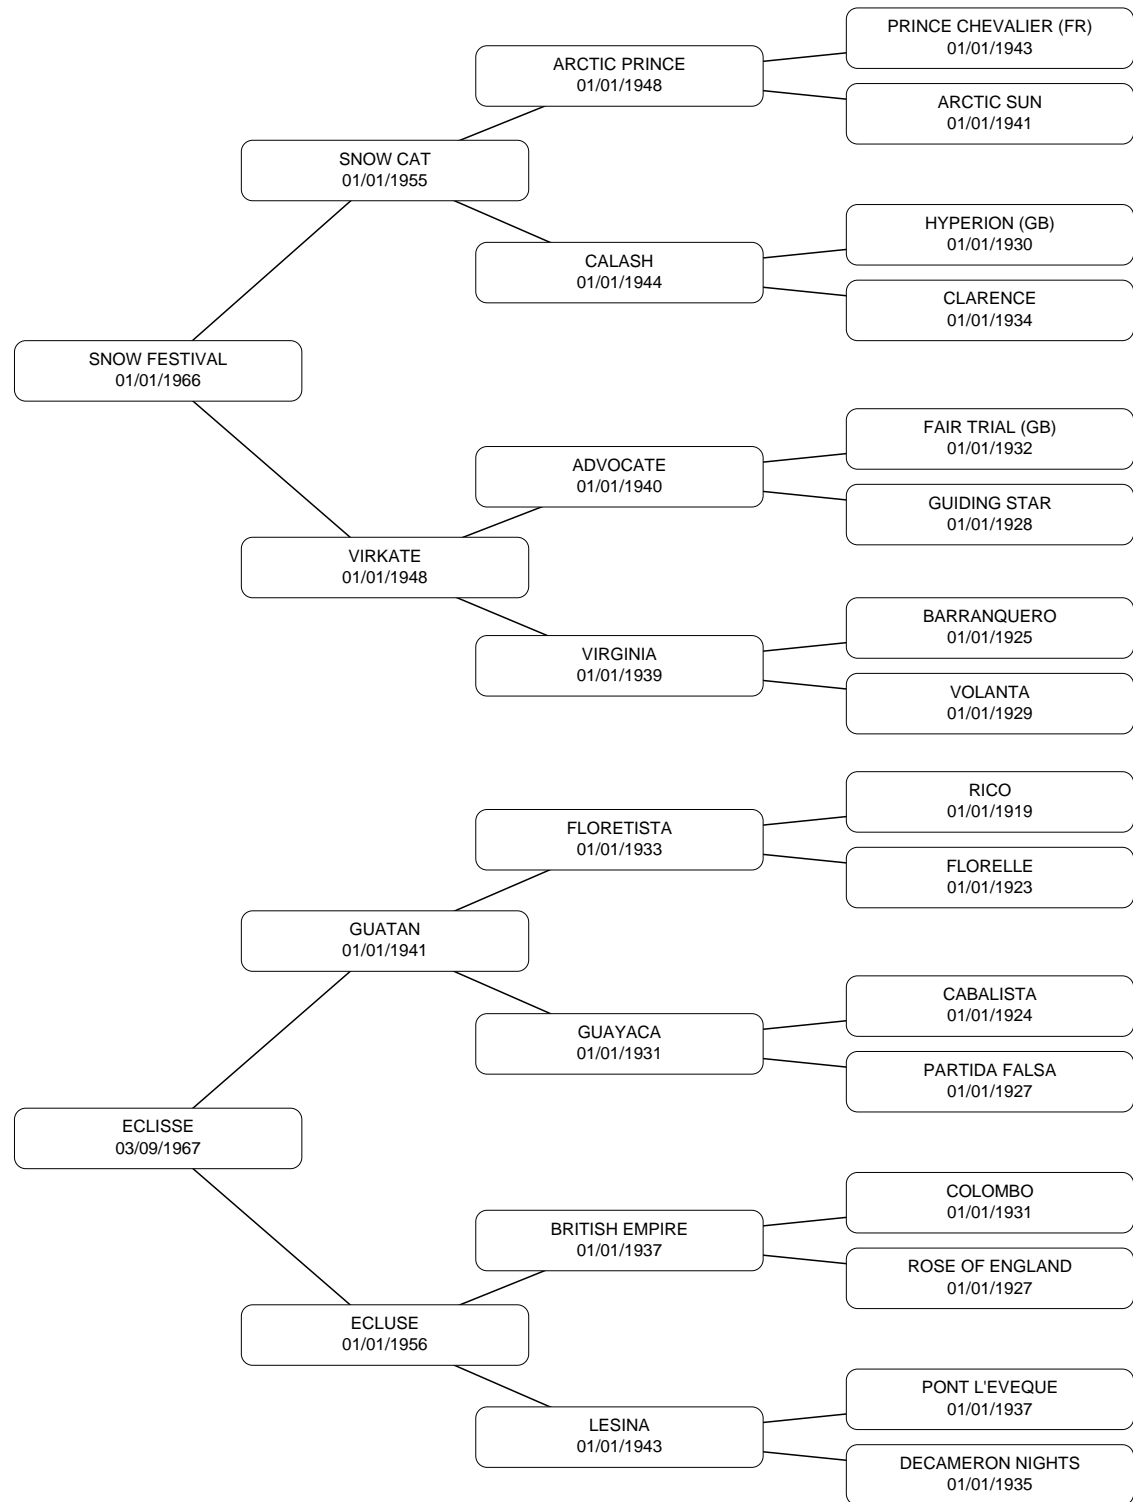 PRINCE CHEVALIER (FR)
01/01/1943
ARCTIC PRINCE
01/01/1948
ARCTIC SUN
01/01/1941
SNOW CAT
01/01/1955
HYPERION (GB)
01/01/1930
CALASH
01/01/1944
CLARENCE
01/01/1934
SNOW FESTIVAL
01/01/1966
FAIR TRIAL (GB)
01/01/1932
ADVOCATE
01/01/1940
GUIDING STAR
01/01/1928
VIRKATE
01/01/1948
BARRANQUERO
01/01/1925
VIRGINIA
01/01/1939
VOLANTA
01/01/1929
RICO
01/01/1919
FLORETISTA
01/01/1933
FLORELLE
01/01/1923
GUATAN
01/01/1941
CABALISTA
01/01/1924
GUAYACA
01/01/1931
PARTIDA FALSA
01/01/1927
ECLISSE
03/09/1967
COLOMBO
01/01/1931
BRITISH EMPIRE
01/01/1937
ROSE OF ENGLAND
01/01/1927
ECLUSE
01/01/1956
PONT L'EVEQUE
01/01/1937
LESINA
01/01/1943
DECAMERON NIGHTS
01/01/1935